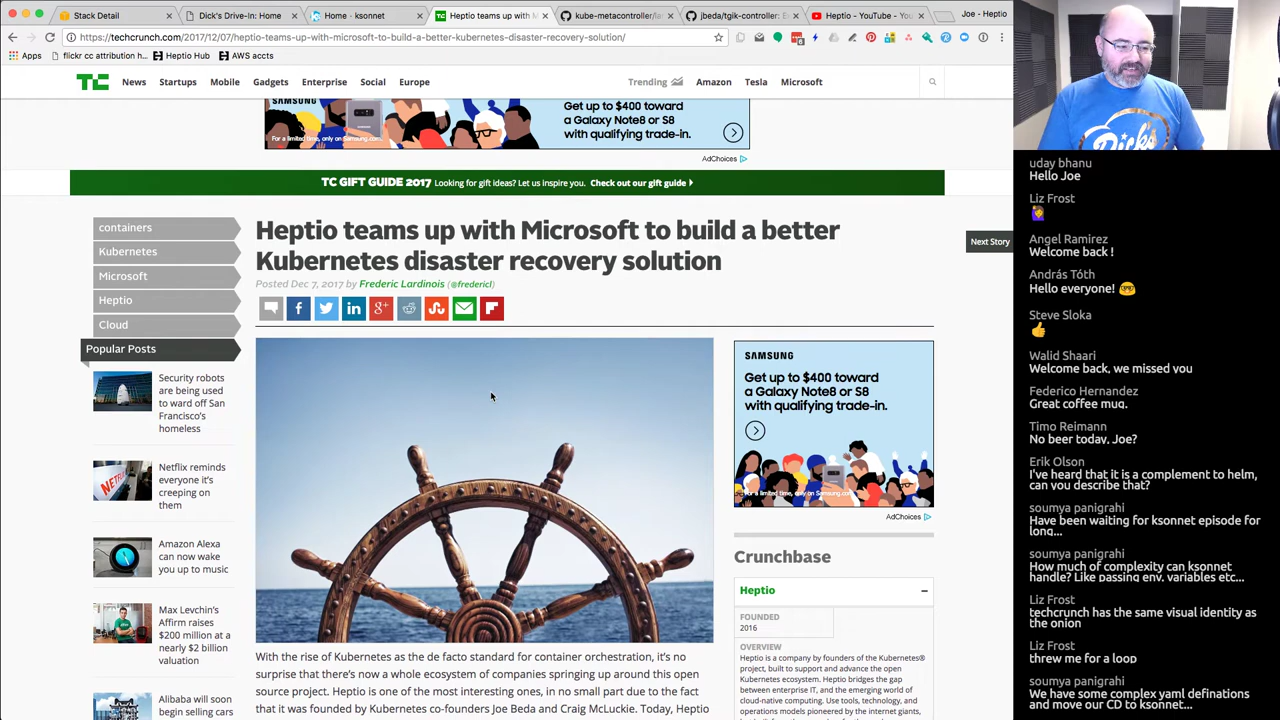 Stack Detail
Dick's Drive-In: Home
Home · ksonnet
Heptio teams up with M
kube-metacontroller/
jbeda/tgik-controller:
Heptio - YouTube - Yo
Joe - Heptio
https://techcrunch.com/2017/12/07/heptio-teams-up-with-microsoft-to-build-a-better-kubernetes-disaster-recovery-solution/
Apps
flickr cc attribution h...
Heptio Hub
AWS accts
TC
News
Startups
Mobile
Gadgets
Enterprise
Social
Europe
Trending
Amazon
Tesla
Microsoft
SAMSUNG
Get up to $400 toward
a Galaxy Note8 or S8
with qualifying trade-in.
For a limited time, only on Samsung.com
AdChoices
TC GIFT GUIDE 2017 Looking for gift ideas? Let us inspire you. Check out our gift guide
containers
Kubernetes
Microsoft
Heptio
Cloud
Popular Posts
Security robots
are being used
to ward off San
Francisco's
homeless
Netflix reminds
everyone it's
creeping on
them
Amazon Alexa
can now wake
you up to music
Max Levchin's
Affirm raises
$200 million at a
nearly $2 billion
valuation
Alibaba will soon
begin selling cars
Heptio teams up with Microsoft to build a better
Kubernetes disaster recovery solution
Posted Dec 7, 2017 by Frederic Lardinois (@fredericl)
Next Story
With the rise of Kubernetes as the de facto standard for container orchestration, it's no
surprise that there's now a whole ecosystem of companies springing up around this open
source project. Heptio is one of the most interesting ones, in no small part due to the fact
that it was founded by Kubernetes co-founders Joe Beda and Craig McLuckie. Today, Heptio
SAMSUNG
Get up to $400 toward
a Galaxy Note8 or S8
with qualifying trade-in.
For a limited time, only on Samsung.com
AdChoices
Crunchbase
Heptio
FOUNDED
2016
OVERVIEW
Heptio is a company by founders of the Kubernetes®
project, built to support and advance the open
Kubernetes ecosystem. Heptio bridges the gap
between enterprise IT, and the emerging world of
cloud-native computing. Use tools, technology, and
operations models pioneered by the internet giants,
Dick's
uday bhanu
Hello Joe
Liz Frost
Angel Ramirez
Welcome back !
András Tóth
Hello everyone! 🤓
Steve Sloka
👍
Walid Shaari
Welcome back, we missed you
Federico Hernandez
Great coffee mug.
Timo Reimann
No beer today, Joe?
Erik Olson
I've heard that it is a complement to helm,
can you describe that?
soumya panigrahi
Have been waiting for ksonnet episode for
long...
soumya panigrahi
How much of complexity can ksonnet
handle? Like passing env. variables etc...
Liz Frost
techcrunch has the same visual identity as
the onion
Liz Frost
threw me for a loop
soumya panigrahi
We have some complex yaml definations
and move our CD to ksonnet...